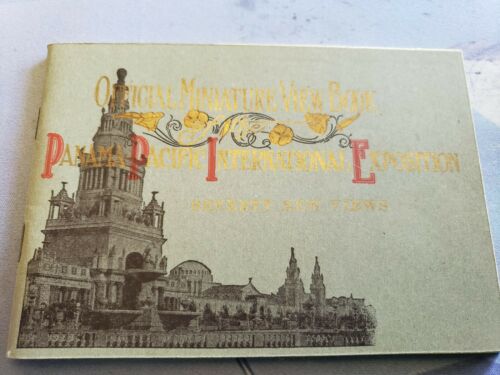 Official Miniature View Book
Panama Pacific International Exposition
Seventy New Views